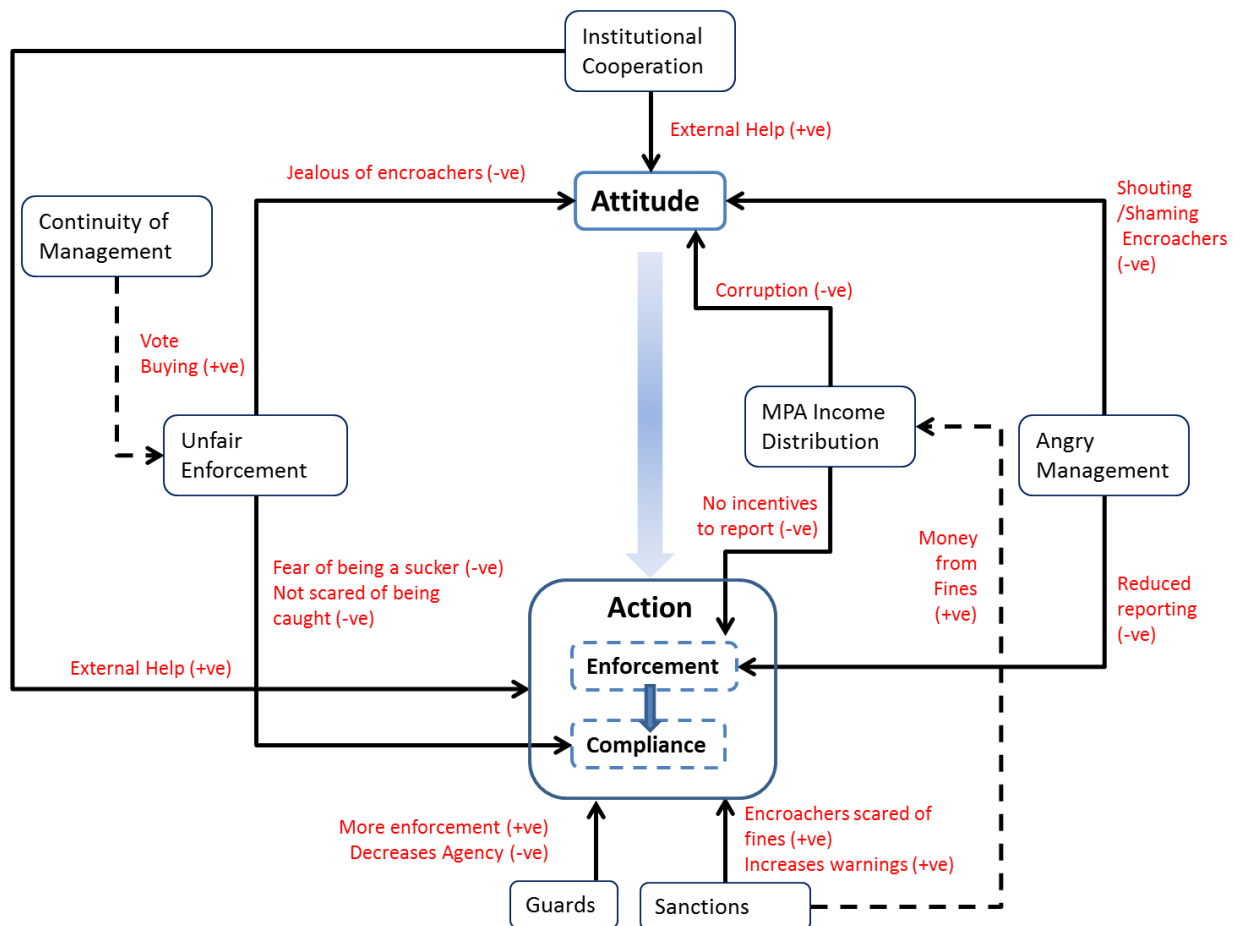 Institutional
Cooperation
External Help (+ve)
Jealous of encroachers (-ve)
Attitude
Shouting
/Shaming
Encroachers
(-ve)
Continuity of
Management
Corruption (-ve)
Vote
Buying (+ve)
MPA Income
Distribution
Unfair
Enforcement
Angry
Management
No incentives
to report (-ve)
Money
from
Fines
(+ve)
Fear of being a sucker (-ve)
Not scared of being
caught (-ve)
Reduced
reporting
(-ve)
Action
Enforcement
External Help (+ve)
Compliance
More enforcement (+ve)
Decreases Agency (-ve)
Encroachers scared of
fines (+ve)
Increases warnings (+ve)
Guards
Sanctions